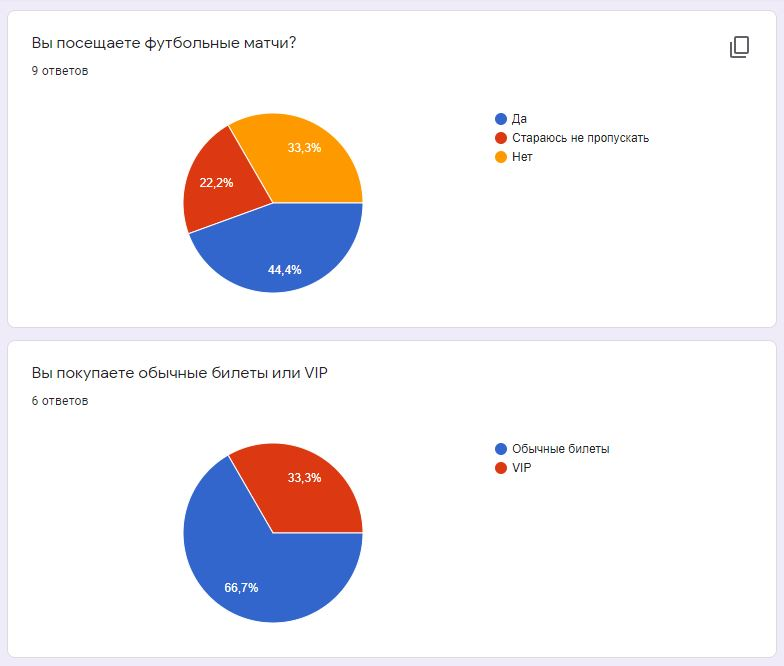 Вы посещаете футбольные матчи?
9 ответов
Да
Стараюсь не пропускать
Нет
33,3%
22,2%
44,4%
Вы покупаете обычные билеты или VIP
6 ответов
Обычные билеты
VIP
33,3%
66,7%